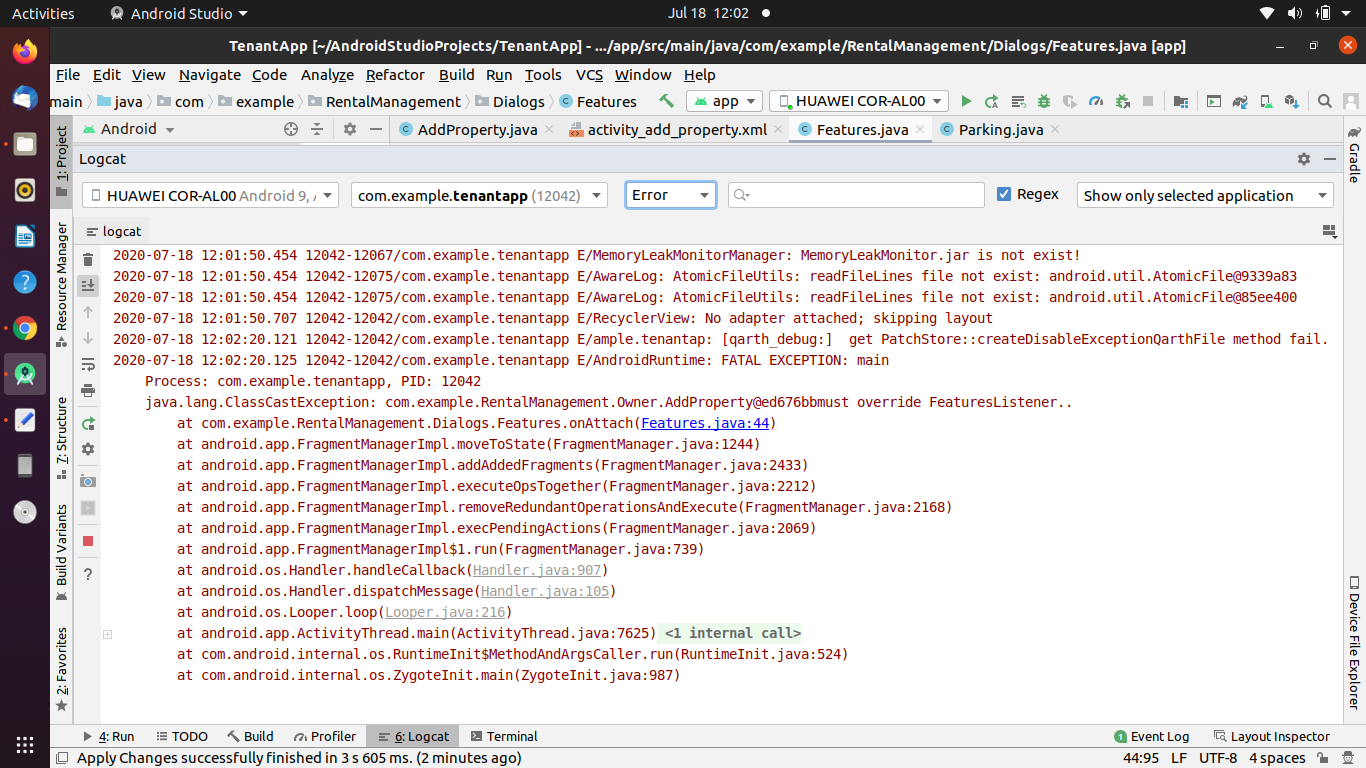 Activities
Android Studio
Jul 18 12:02
TenantApp [~/AndroidStudioProjects/TenantApp] - .../app/src/main/java/com/example/RentalManagement/Dialogs/Features.java [app]
File Edit View Navigate Code Analyze Refactor Build Run Tools VCS Window Help
main java com example RentalManagement Dialogs Features app HUAWEI COR-AL00
1: Project
Android
AddProperty.java activity_add_property.xml Features.java Parking.java
Gradle
Logcat
HUAWEI COR-AL00 Android 9, A com.example.tenantapp (12042) Error Regex Show only selected application
Resource Manager
logcat
2020-07-18 12:01:50.454 12042-12067/com.example.tenantapp E/MemoryLeakMonitorManager: MemoryLeakMonitor.jar is not exist!
2020-07-18 12:01:50.454 12042-12075/com.example.tenantapp E/AwareLog: AtomicFileUtils: readFileLines file not exist: android.util.AtomicFile@9339a83
2020-07-18 12:01:50.454 12042-12075/com.example.tenantapp E/AwareLog: AtomicFileUtils: readFileLines file not exist: android.util.AtomicFile@85ee400
2020-07-18 12:01:50.707 12042-12042/com.example.tenantapp E/RecyclerView: No adapter attached; skipping layout
2020-07-18 12:02:20.121 12042-12042/com.example.tenantapp E/ample.tenantap: [qarth_debug:]  get PatchStore::createDisableExceptionQarthFile method fail.
2020-07-18 12:02:20.125 12042-12042/com.example.tenantapp E/AndroidRuntime: FATAL EXCEPTION: main
Process: com.example.tenantapp, PID: 12042
java.lang.ClassCastException: com.example.RentalManagement.Owner.AddProperty@ed676bbmust override FeaturesListener..
at com.example.RentalManagement.Dialogs.Features.onAttach(Features.java:44)
at android.app.FragmentManagerImpl.moveToState(FragmentManager.java:1244)
at android.app.FragmentManagerImpl.addAddedFragments(FragmentManager.java:2433)
at android.app.FragmentManagerImpl.executeOpsTogether(FragmentManager.java:2212)
at android.app.FragmentManagerImpl.removeRedundantOperationsAndExecute(FragmentManager.java:2168)
at android.app.FragmentManagerImpl.execPendingActions(FragmentManager.java:2069)
at android.app.FragmentManagerImpl$1.run(FragmentManager.java:739)
at android.os.Handler.handleCallback(Handler.java:907)
at android.os.Handler.dispatchMessage(Handler.java:105)
at android.os.Looper.loop(Looper.java:216)
at android.app.ActivityThread.main(ActivityThread.java:7625) <1 internal call>
at com.android.internal.os.RuntimeInit$MethodAndArgsCaller.run(RuntimeInit.java:524)
at com.android.internal.os.ZygoteInit.main(ZygoteInit.java:987)
7: Structure
Build Variants
2: Favorites
Device File Explorer
4: Run TODO Build Profiler 6: Logcat Terminal 1 Event Log Layout Inspector
Apply Changes successfully finished in 3 s 605 ms. (2 minutes ago) 44:95 LF UTF-8 4 spaces